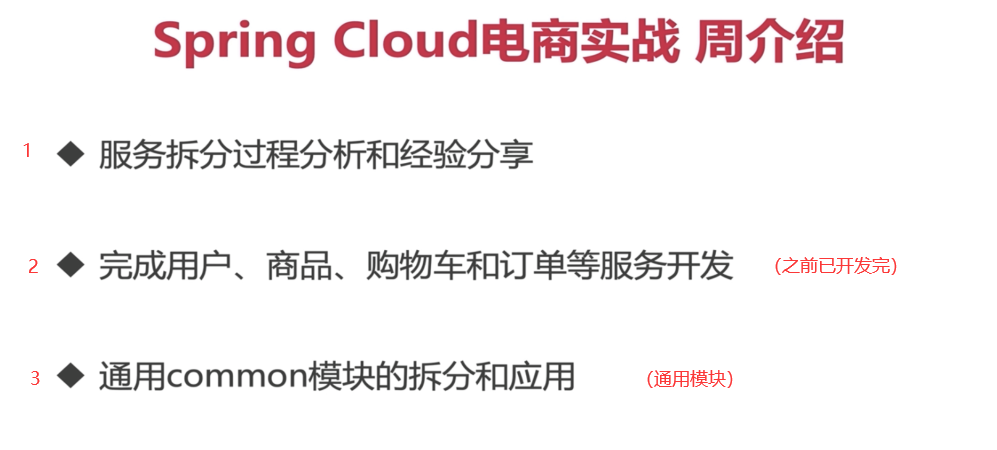 Spring Cloud电商实战 周介绍
1 ◆ 服务拆分过程分析和经验分享
2 ◆ 完成用户、商品、购物车和订单等服务开发 （之前已开发完）
3 ◆ 通用common模块的拆分和应用 （通用模块）